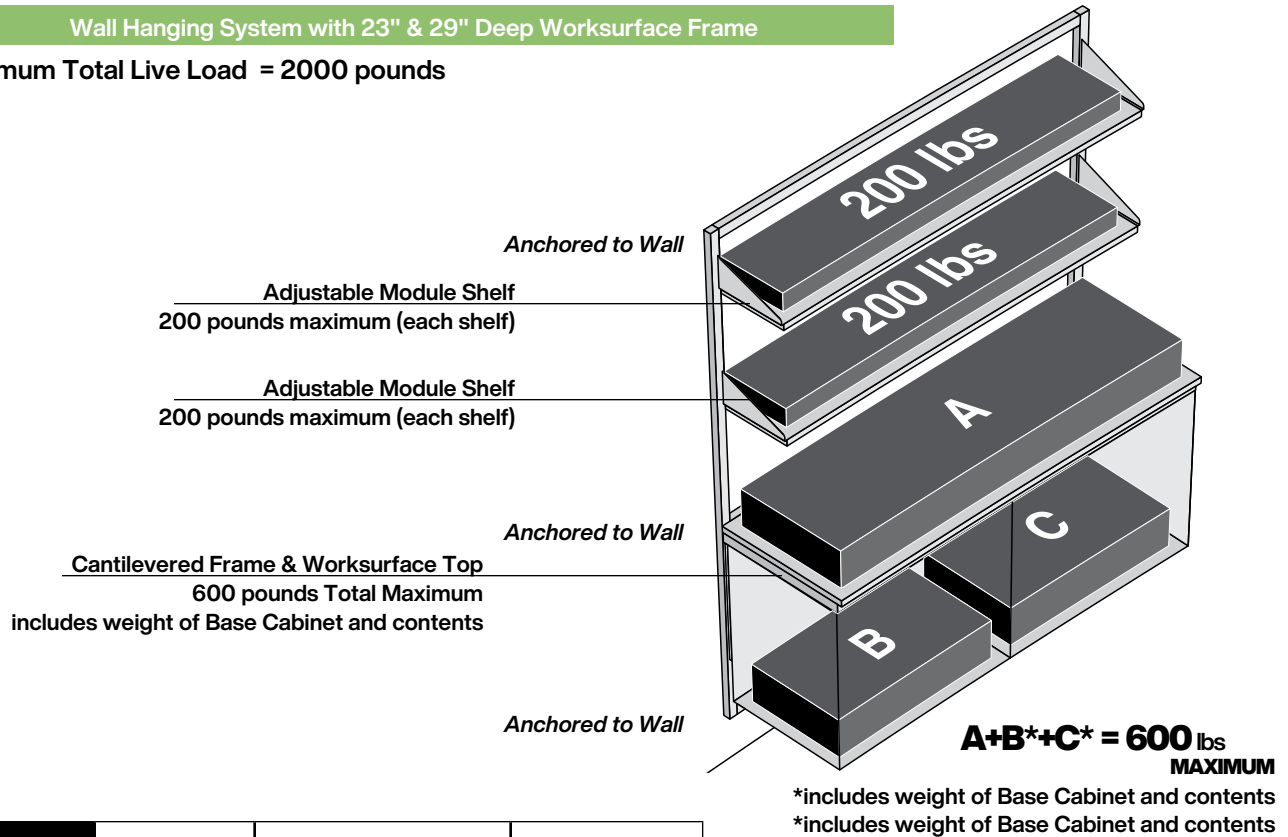 Wall Hanging System with 23" & 29" Deep Worksurface Frame
mum Total Live Load = 2000 pounds
200 lbs
Anchored to Wall
Adjustable Module Shelf
200 pounds maximum (each shelf)
200 lbs
Adjustable Module Shelf
200 pounds maximum (each shelf)
A
Anchored to Wall
C
Cantilevered Frame & Worksurface Top
600 pounds Total Maximum
includes weight of Base Cabinet and contents
B
Anchored to Wall
A+B*+C* = 600 lbs
MAXIMUM
*includes weight of Base Cabinet and contents
*includes weight of Base Cabinet and contents